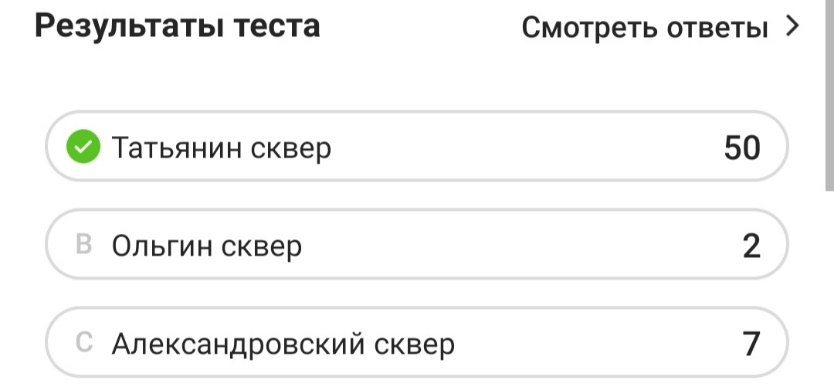 Результаты теста Смотреть ответы >
Татьянин сквер 50
B Ольгин сквер 2
C Александровский сквер 7